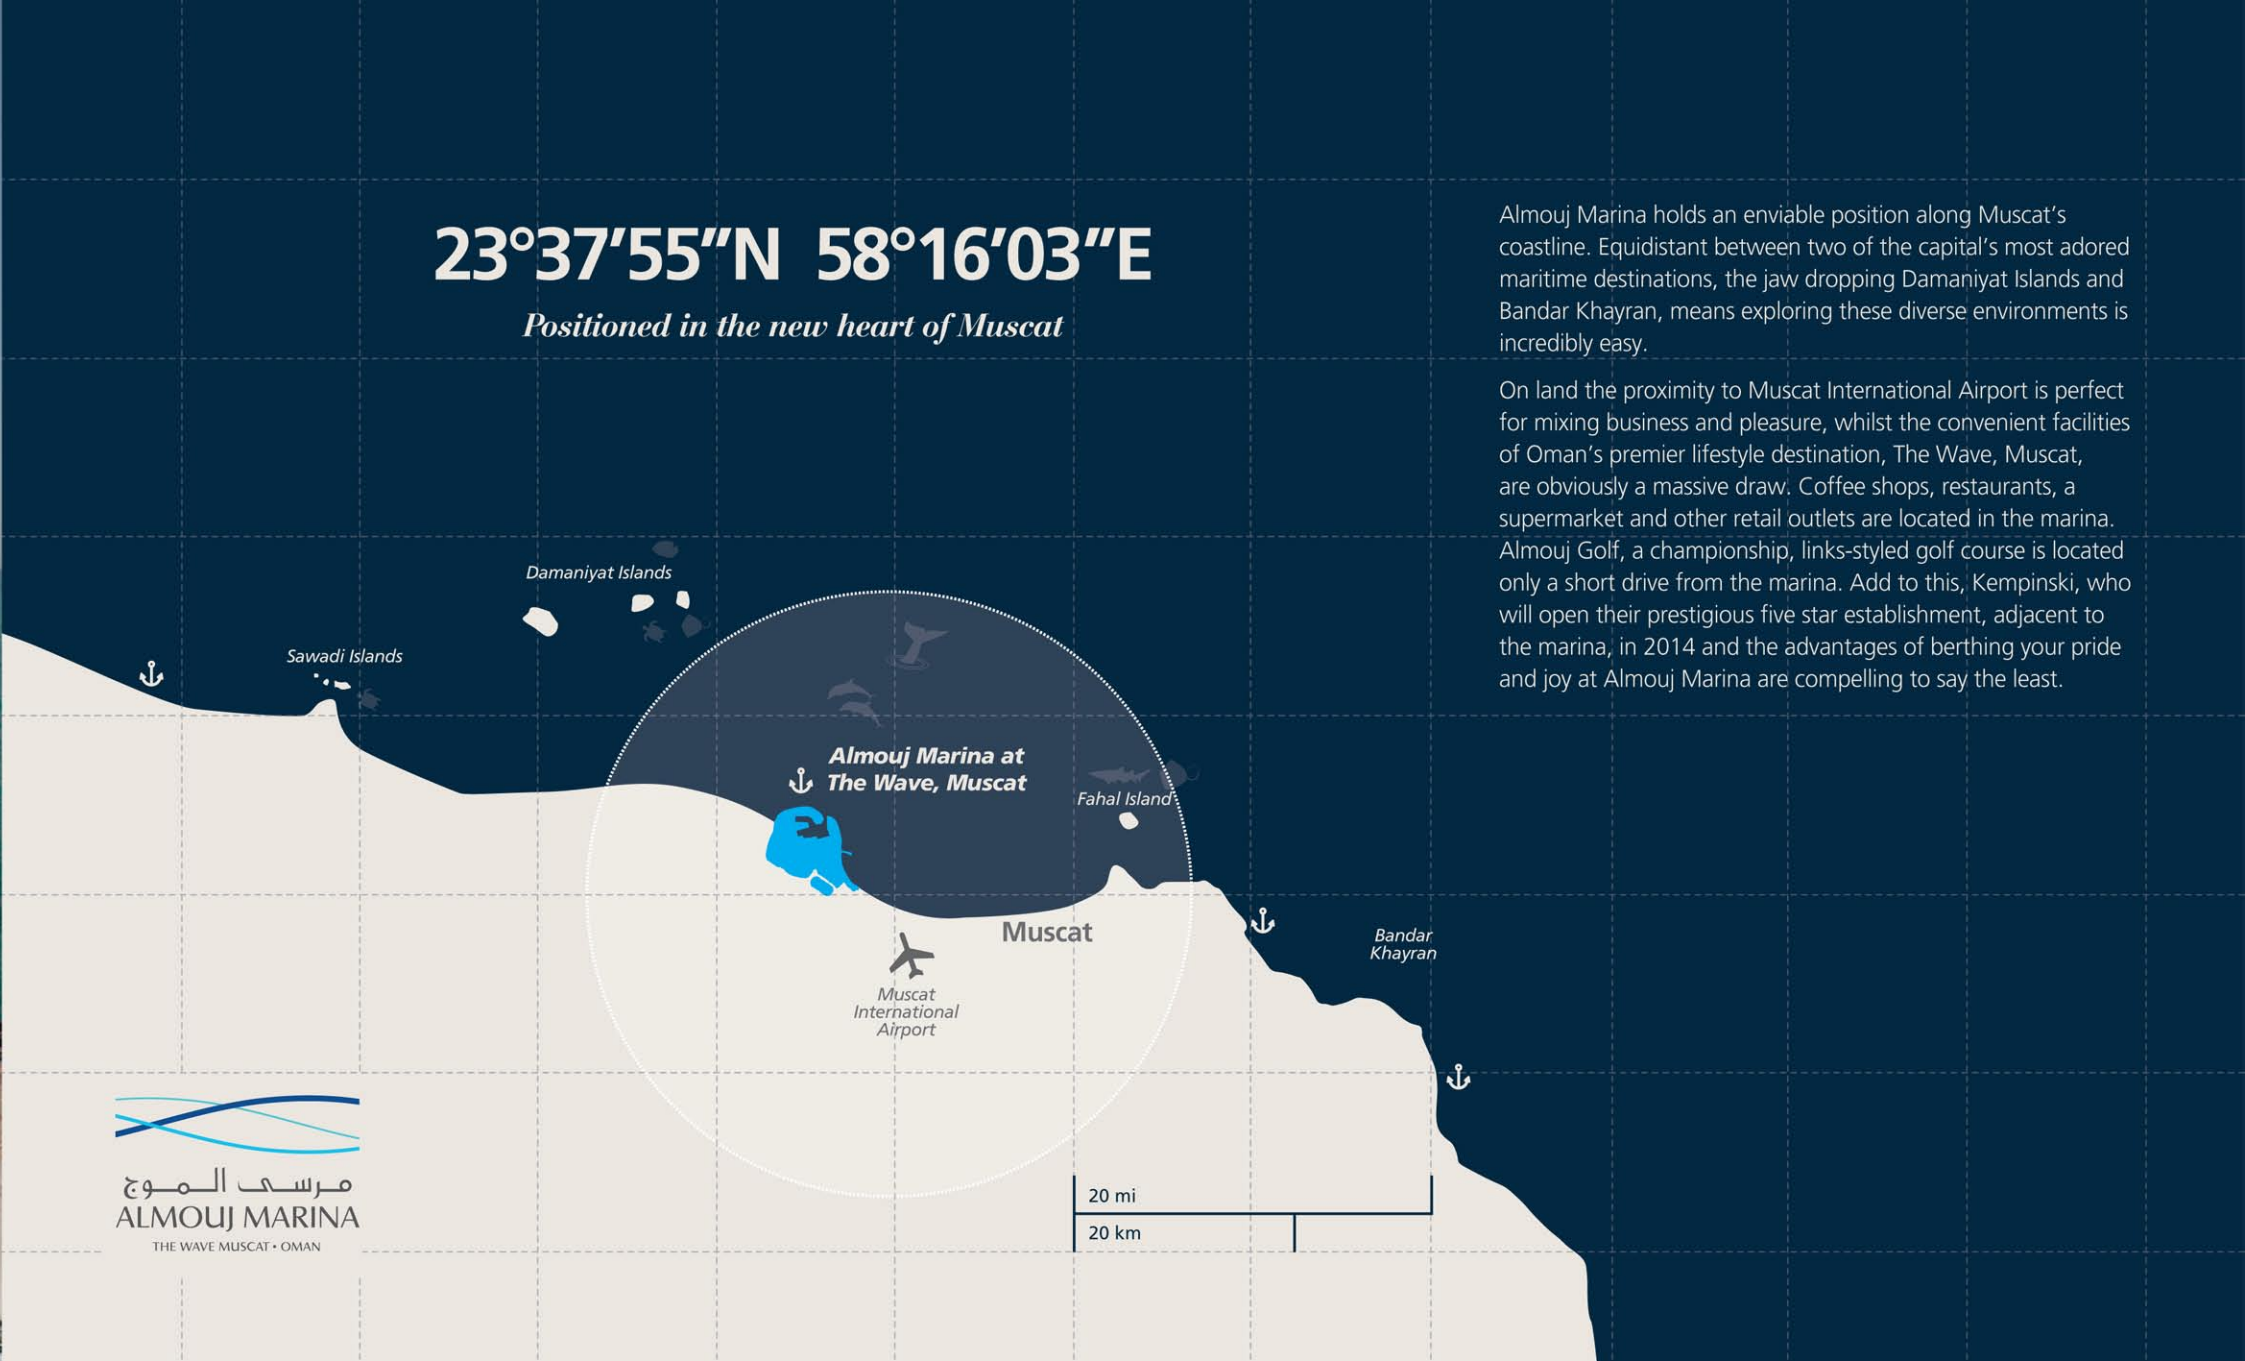 23°37'55"N 58°16'03"E
Positioned in the new heart of Muscat
Almouj Marina holds an enviable position along Muscat's
coastline. Equidistant between two of the capital's most adored
maritime destinations, the jaw dropping Damaniyat Islands and
Bandar Khayran, means exploring these diverse environments is
incredibly easy.
On land the proximity to Muscat International Airport is perfect
for mixing business and pleasure, whilst the convenient facilities
of Oman's premier lifestyle destination, The Wave, Muscat,
are obviously a massive draw. Coffee shops, restaurants, a
supermarket and other retail outlets are located in the marina.
Almouj Golf, a championship, links-styled golf course is located
only a short drive from the marina. Add to this, Kempinski, who
will open their prestigious five star establishment, adjacent to
the marina, in 2014 and the advantages of berthing your pride
and joy at Almouj Marina are compelling to say the least.
Damaniyat Islands
Sawadi Islands
Almouj Marina at
The Wave, Muscat
Fahal Island
Muscat
Bandar
Khayran
Muscat
International
Airport
20 mi
20 km
مرسى الموج
ALMOUJ MARINA
THE WAVE MUSCAT • OMAN